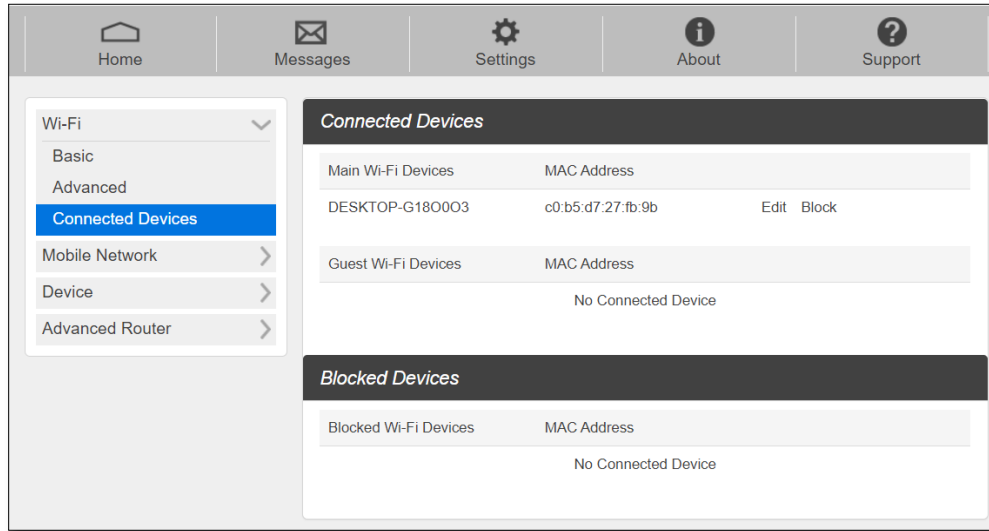 Home Messages Settings About Support
Wi-Fi
Basic
Advanced
Connected Devices
Mobile Network
Device
Advanced Router
Connected Devices
Main Wi-Fi Devices MAC Address
DESKTOP-G18O0O3 c0:b5:d7:27:fb:9b Edit Block
Guest Wi-Fi Devices MAC Address
No Connected Device
Blocked Devices
Blocked Wi-Fi Devices MAC Address
No Connected Device